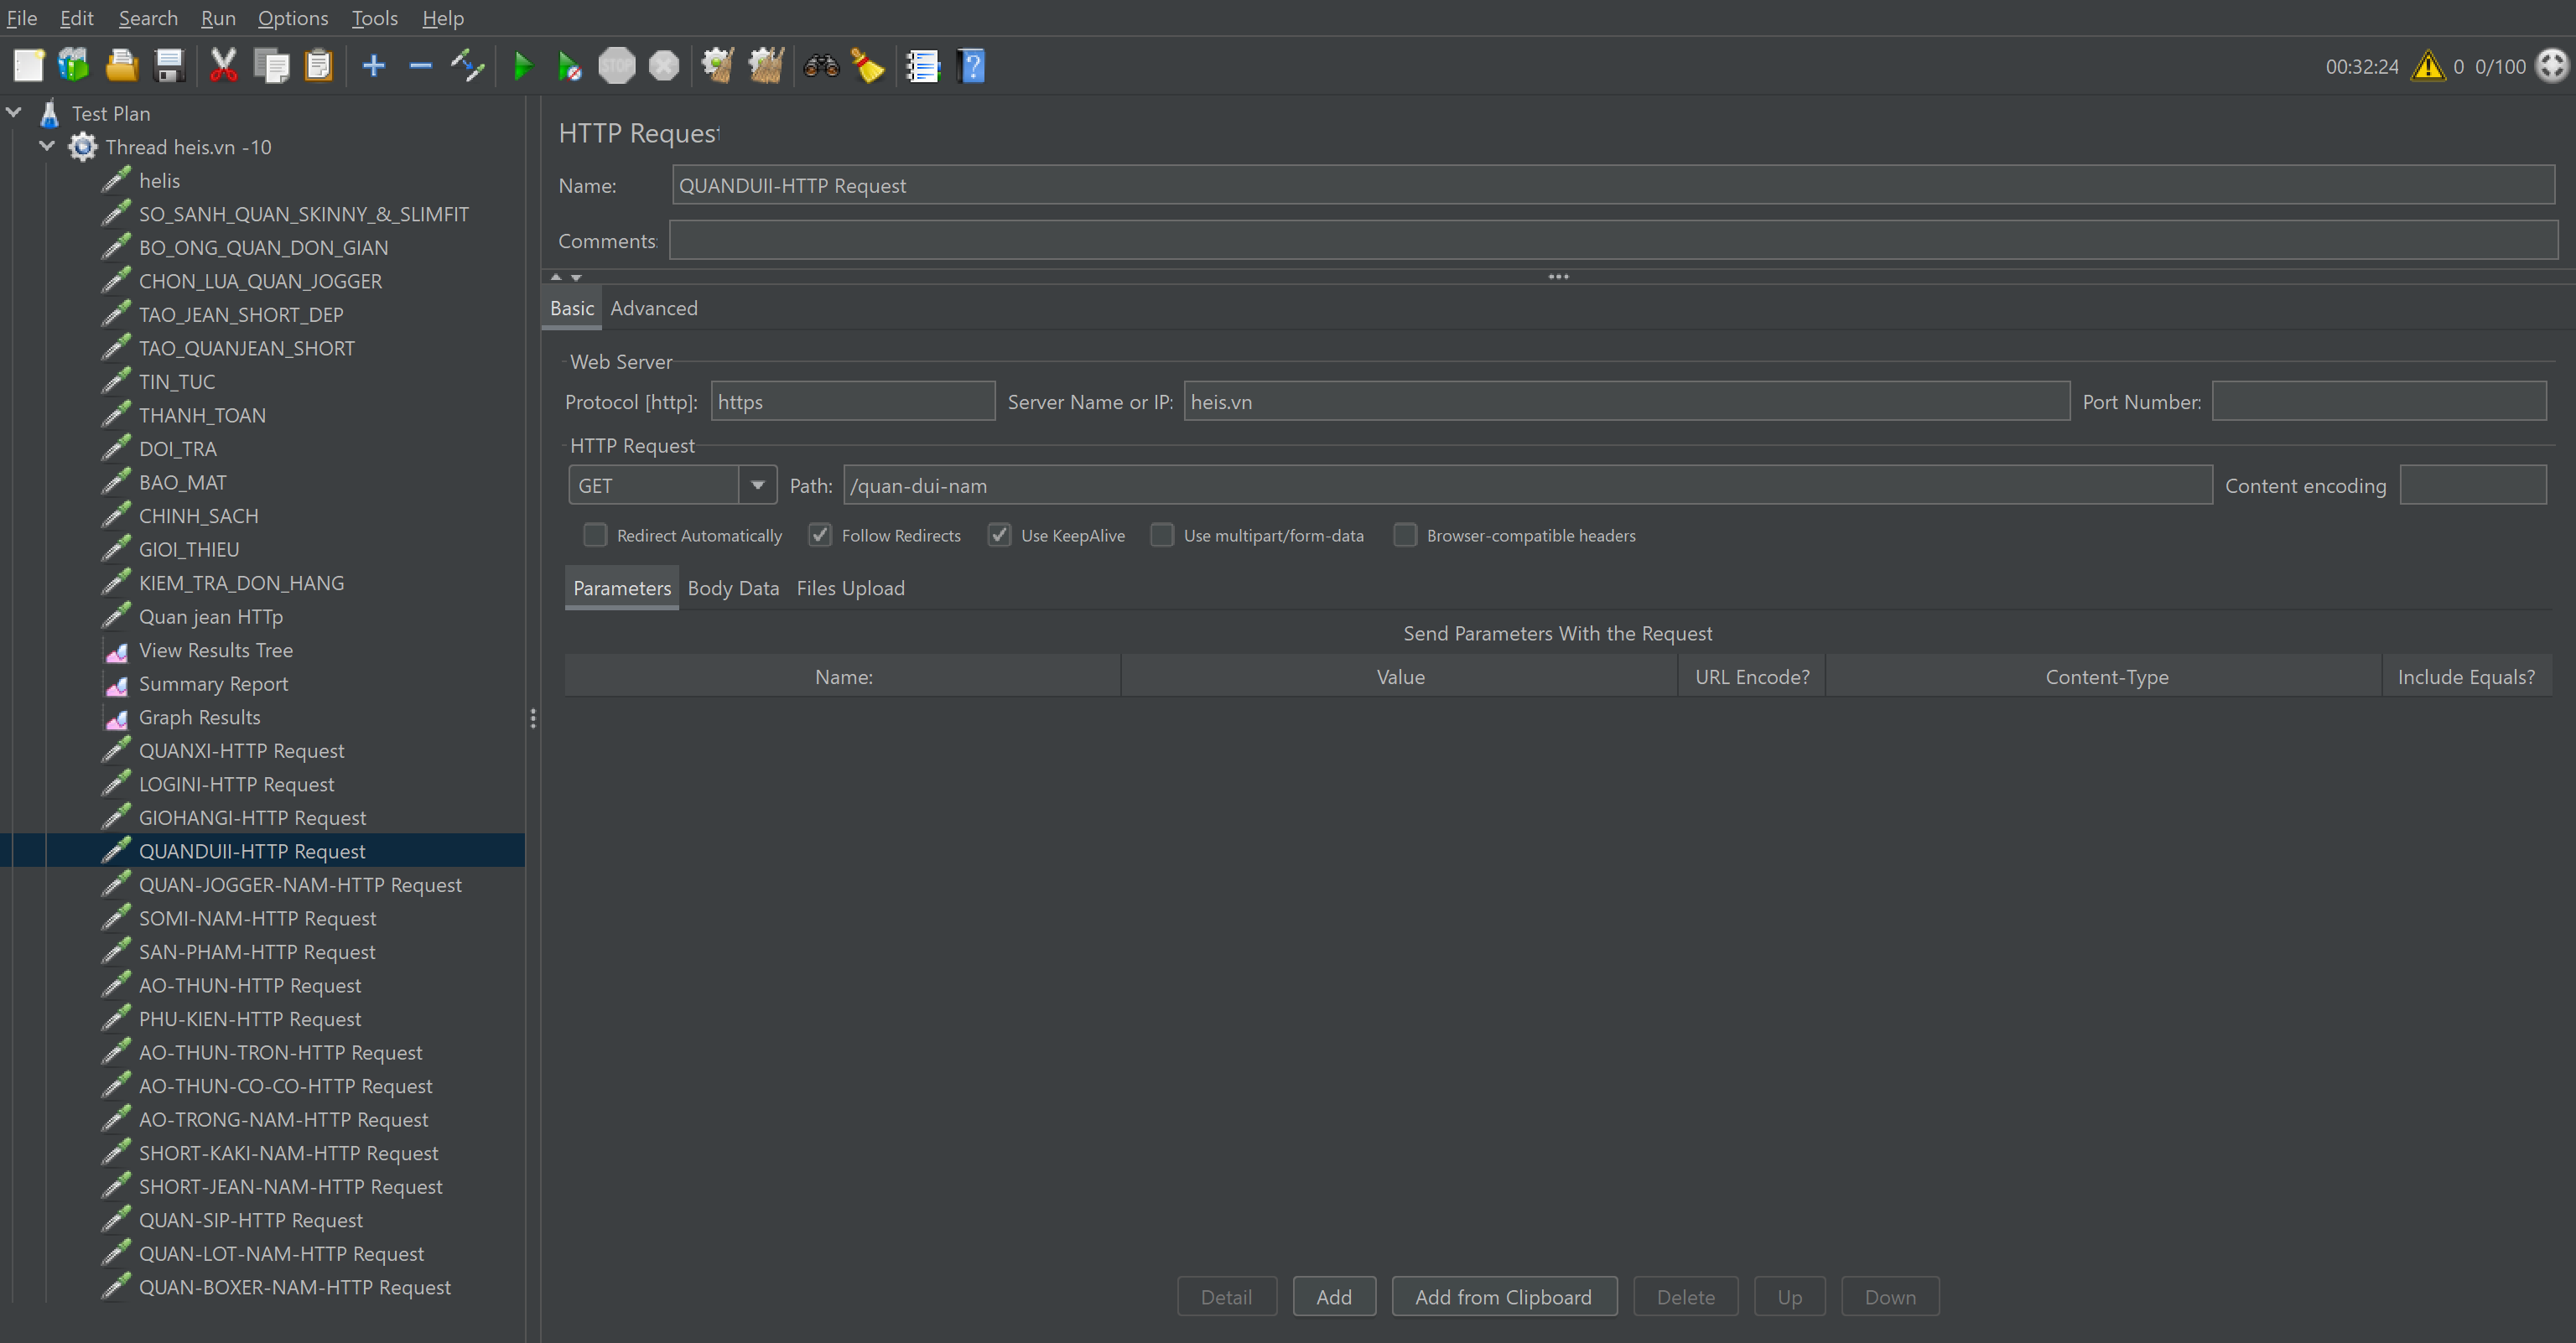 File Edit Search Run Options Tools Help
STOP
00:32:24 0 0/100
Test Plan
Thread heis.vn -10
helis
SO_SANH_QUAN_SKINNY_&_SLIMFIT
BO_ONG_QUAN_DON_GIAN
CHON_LUA_QUAN_JOGGER
TAO_JEAN_SHORT_DEP
TAO_QUANJEAN_SHORT
TIN_TUC
THANH_TOAN
DOI_TRA
BAO_MAT
CHINH_SACH
GIOI_THIEU
KIEM_TRA_DON_HANG
Quan jean HTTp
View Results Tree
Summary Report
Graph Results
QUANXI-HTTP Request
LOGINI-HTTP Request
GIOHANGI-HTTP Request
QUANDUII-HTTP Request
QUAN-JOGGER-NAM-HTTP Request
SOMI-NAM-HTTP Request
SAN-PHAM-HTTP Request
AO-THUN-HTTP Request
PHU-KIEN-HTTP Request
AO-THUN-TRON-HTTP Request
AO-THUN-CO-CO-HTTP Request
AO-TRONG-NAM-HTTP Request
SHORT-KAKI-NAM-HTTP Request
SHORT-JEAN-NAM-HTTP Request
QUAN-SIP-HTTP Request
QUAN-LOT-NAM-HTTP Request
QUAN-BOXER-NAM-HTTP Request
HTTP Request
Name: QUANDUII-HTTP Request
Comments:
Basic Advanced
Web Server
Protocol [http]: https Server Name or IP: heis.vn Port Number:
HTTP Request
GET Path: /quan-dui-nam Content encoding
Redirect Automatically Follow Redirects Use KeepAlive Use multipart/form-data Browser-compatible headers
Parameters Body Data Files Upload
Send Parameters With the Request
Name: Value URL Encode? Content-Type Include Equals?
Detail Add Add from Clipboard Delete Up Down